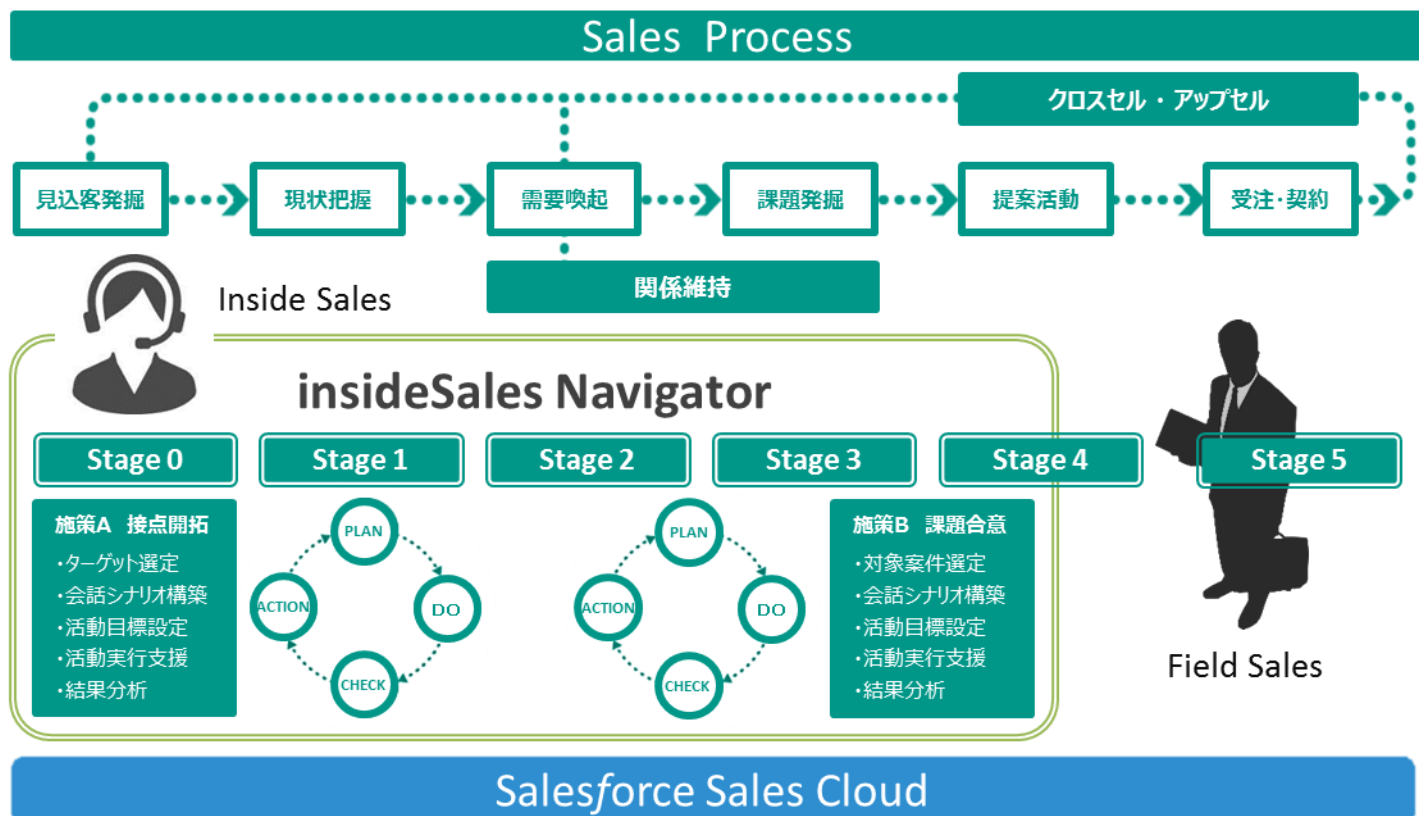 Sales Process
クロスセル・アップセル
見込客発掘
現状把握
需要喚起
課題発掘
提案活動
受注・契約
関係維持
Inside Sales
insideSales Navigator
Stage 0
Stage 1
Stage 2
Stage 3
Stage 4
Stage 5
施策A 接点開拓
・ターゲット選定
・会話シナリオ構築
・活動目標設定
・活動実行支援
・結果分析
PLAN
DO
CHECK
ACTION
PLAN
DO
CHECK
ACTION
施策B 課題合意
・対象案件選定
・会話シナリオ構築
・活動目標設定
・活動実行支援
・結果分析
Field Sales
Salesforce Sales Cloud